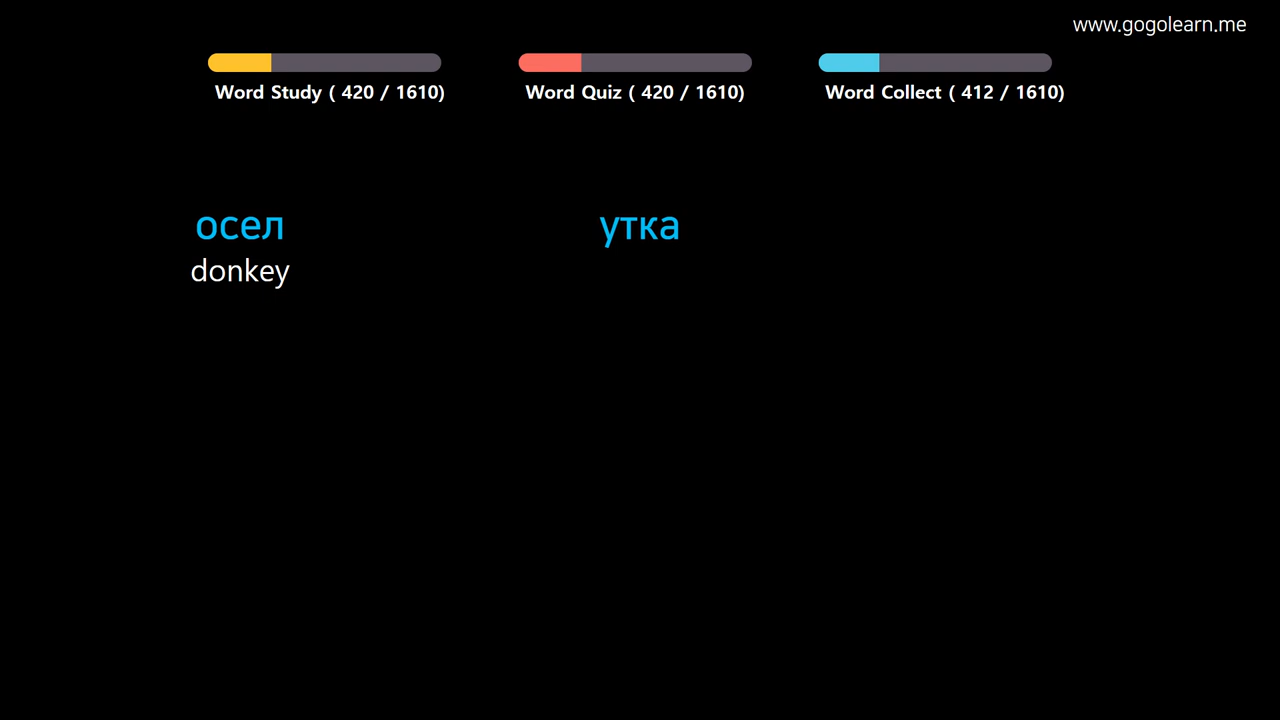 www.gogolearn.me
Word Study ( 420 / 1610)
Word Quiz ( 420 / 1610)
Word Collect ( 412 / 1610)
осел
donkey
утка